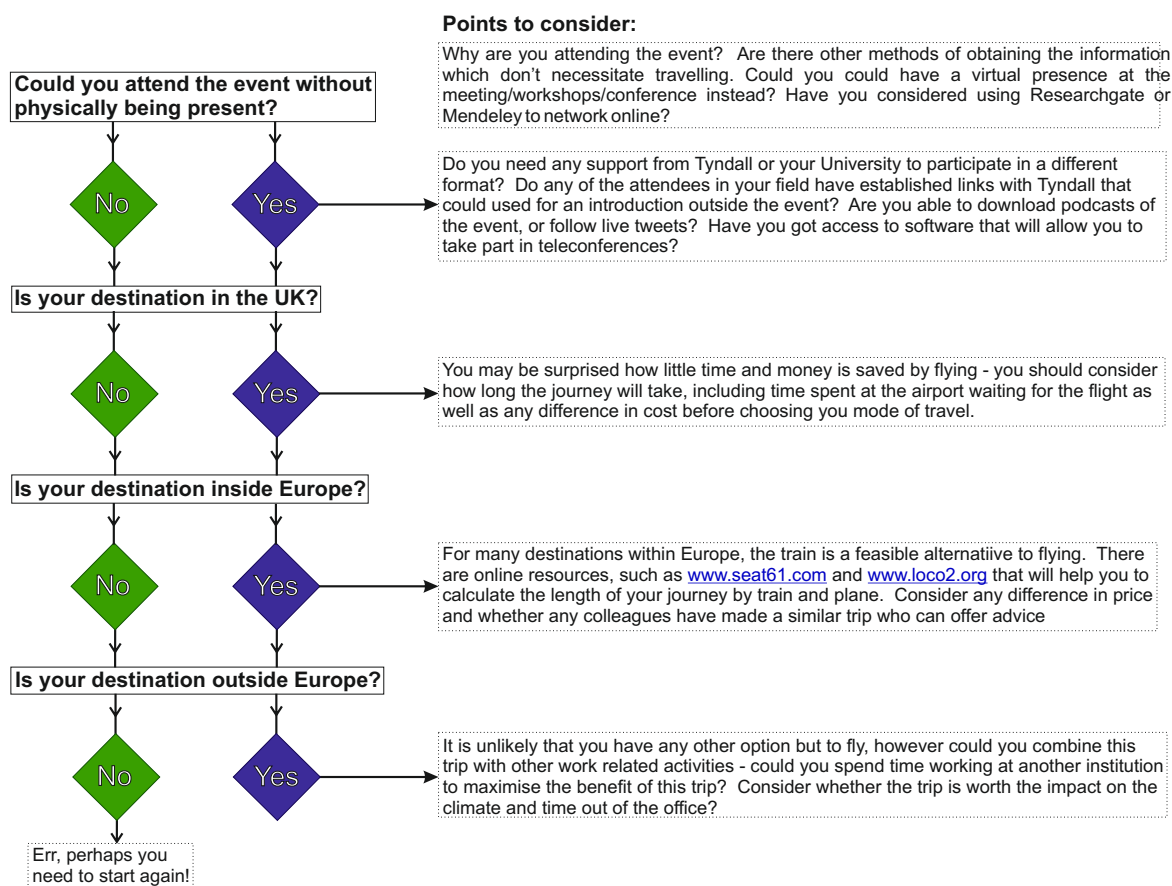 Points to consider:
Why are you attending the event? Are there other methods of obtaining the information
which don't necessitate travelling. Could you could have a virtual presence at the
meeting/workshops/conference instead? Have you considered using Researchgate or
Mendeley to network online?
Could you attend the event without
physically being present?
No
Yes
Do you need any support from Tyndall or your University to participate in a different
format? Do any of the attendees in your field have established links with Tyndall that
could used for an introduction outside the event? Are you able to download podcasts of
the event, or follow live tweets? Have you got access to software that will allow you to
take part in teleconferences?
Is your destination in the UK?
No
Yes
You may be surprised how little time and money is saved by flying - you should consider
how long the journey will take, including time spent at the airport waiting for the flight as
well as any difference in cost before choosing you mode of travel.
Is your destination inside Europe?
No
Yes
For many destinations within Europe, the train is a feasible alternatiive to flying. There
are online resources, such as www.seat61.com and www.loco2.org that will help you to
calculate the length of your journey by train and plane. Consider any difference in price
and whether any colleagues have made a similar trip who can offer advice
Is your destination outside Europe?
No
Yes
It is unlikely that you have any other option but to fly, however could you combine this
trip with other work related activities - could you spend time working at another institution
to maximise the benefit of this trip? Consider whether the trip is worth the impact on the
climate and time out of the office?
Err, perhaps you
need to start again!